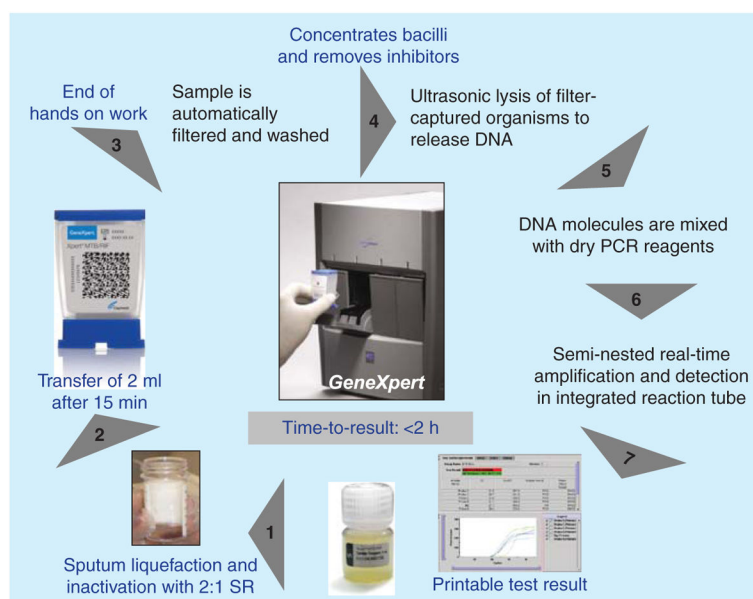 Concentrates bacilli
and removes inhibitors
End of
hands on work
Sample is
automatically
filtered and washed
4
Ultrasonic lysis of filter-
captured organisms to
release DNA
3
5
GeneXpert
Xpert MTB/RIF
DNA molecules are mixed
with dry PCR reagents
6
GeneXpert
Semi-nested real-time
amplification and detection
in integrated reaction tube
Transfer of 2 ml
after 15 min
2
Time-to-result: <2 h
7
1
Sputum liquefaction and
inactivation with 2:1 SR
Printable test result